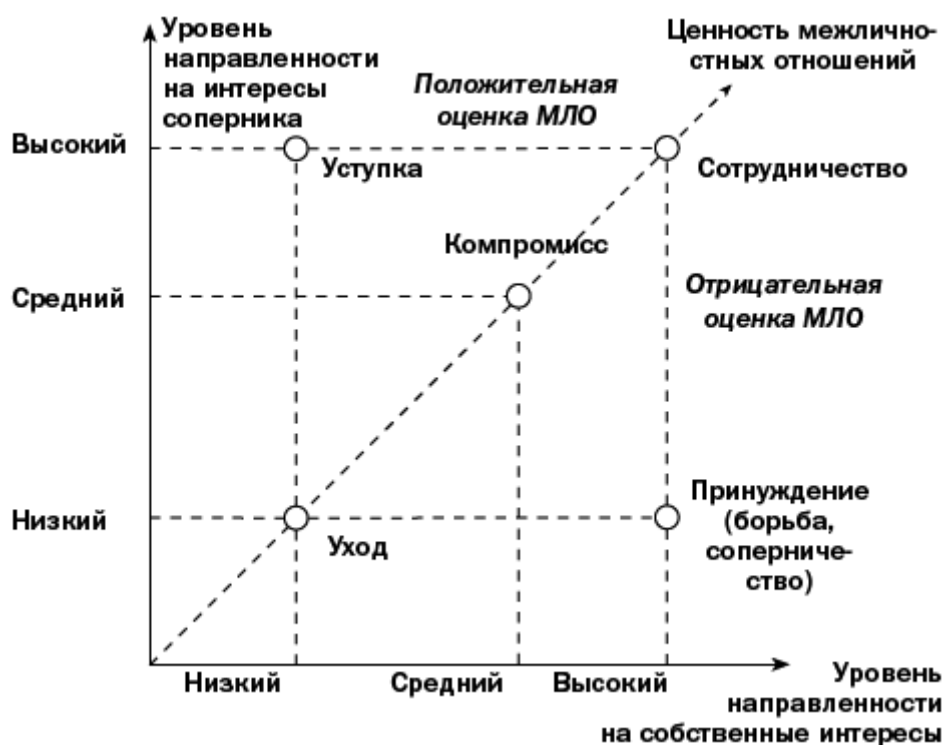 Уровень
направленности
на интересы
соперника
Ценность межлично-
стных отношений
Положительная
оценка МЛО
Высокий
Уступка
Сотрудничество
Компромисс
Средний
Отрицательная
оценка МЛО
Низкий
Уход
Принуждение
(борьба,
соперниче-
ство)
Низкий
Средний
Высокий
Уровень
направленности
на собственные интересы